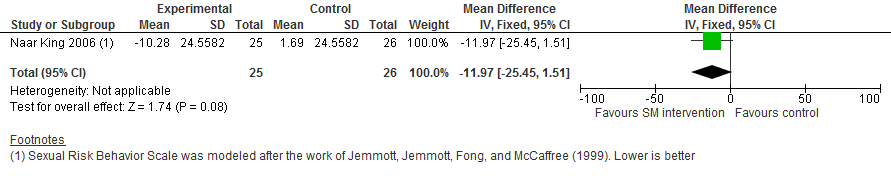 Experimental Control Mean Difference Mean Difference
Study or Subgroup Mean SD Total Mean SD Total Weight IV, Fixed, 95% CI IV, Fixed, 95% CI
Naar King 2006 (1) -10.28 24.5582 25 1.69 24.5582 26 100.0% -11.97 [-25.45, 1.51]
Total (95% CI) 25 26 100.0% -11.97 [-25.45, 1.51]
Heterogeneity: Not applicable
Test for overall effect: Z = 1.74 (P = 0.08)
-100 -50 0 50 100
Favours SM intervention Favours control
Footnotes
(1) Sexual Risk Behavior Scale was modeled after the work of Jemmott, Jemmott, Fong, and McCaffree (1999). Lower is better